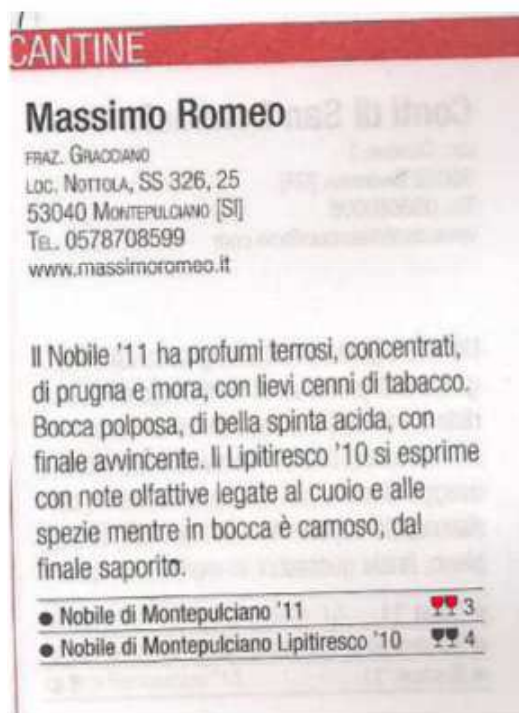 CANTINE
Massimo Romeo
FRAZ. GRACCIANO
LOC. NOTTOLA, SS 326, 25
53040 MONTEPULCIANO [SI]
TEL. 0578708599
www.massimoromeo.it
Il Nobile '11 ha profumi terrosi, concentrati,
di prugna e mora, con lievi cenni di tabacco.
Bocca polposa, di bella spinta acida, con
finale avvincente. Il Lipitiresco '10 si esprime
con note olfattive legate al cuoio e alle
spezie mentre in bocca è carnoso, dal
finale saporito.
● Nobile di Montepulciano '11 3
● Nobile di Montepulciano Lipitiresco '10 4